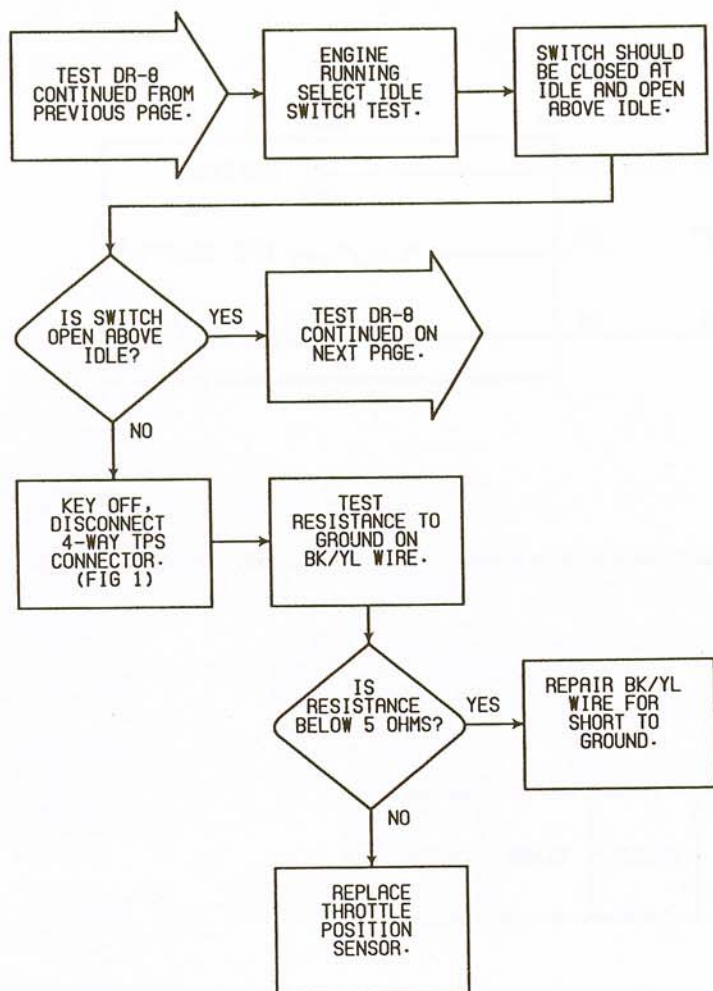 TEST DR-8
CONTINUED FROM
PREVIOUS PAGE.
ENGINE
RUNNING
SELECT IDLE
SWITCH TEST.
SWITCH SHOULD
BE CLOSED AT
IDLE AND OPEN
ABOVE IDLE.
IS SWITCH
OPEN ABOVE
IDLE?
YES
TEST DR-8
CONTINUED ON
NEXT PAGE.
NO
KEY OFF,
DISCONNECT
4-WAY TPS
CONNECTOR.
(FIG 1)
TEST
RESISTANCE TO
GROUND ON
BK/YL WIRE.
IS
RESISTANCE
BELOW 5 OHMS?
YES
REPAIR BK/YL
WIRE FOR
SHORT TO
GROUND.
NO
REPLACE
THROTTLE
POSITION
SENSOR.